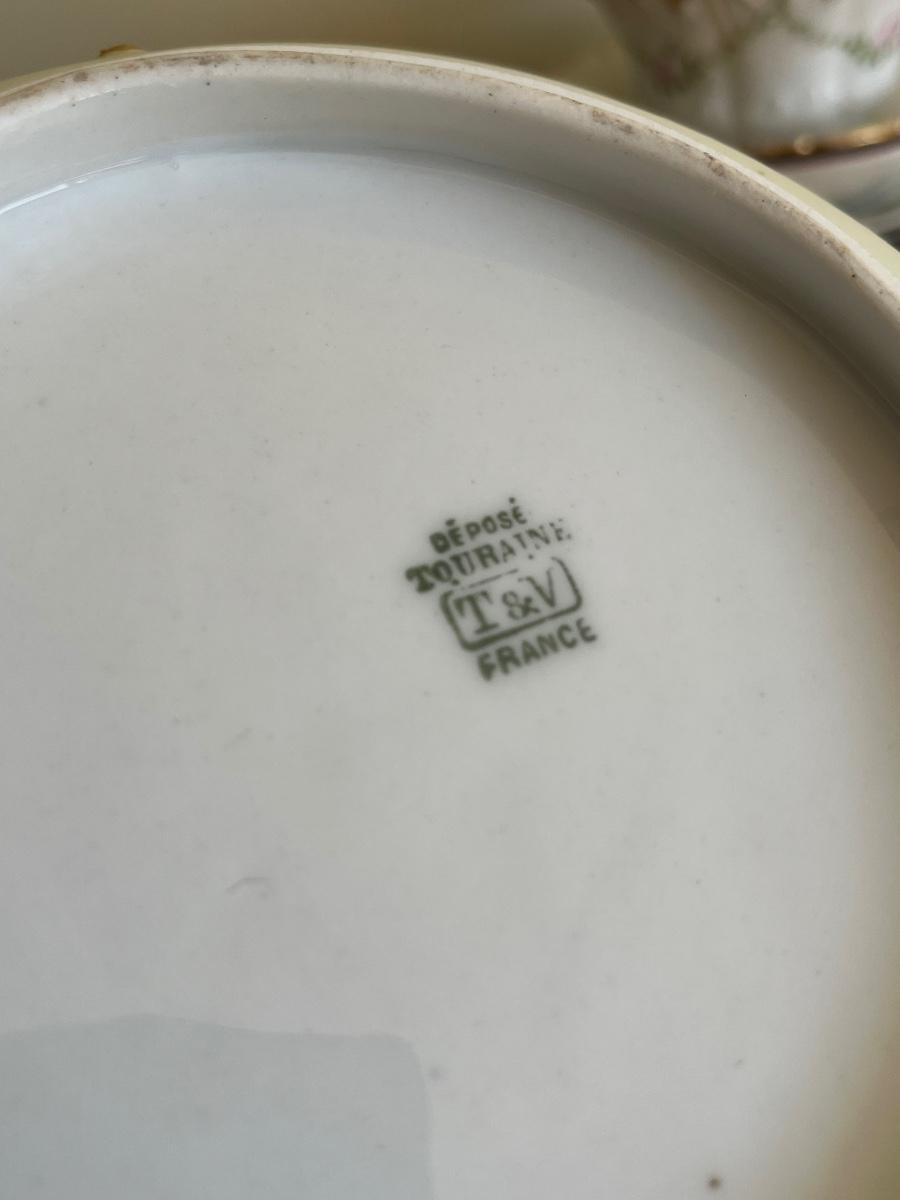 DÉPOSÉ
TOURAINE
T & V
FRANCE